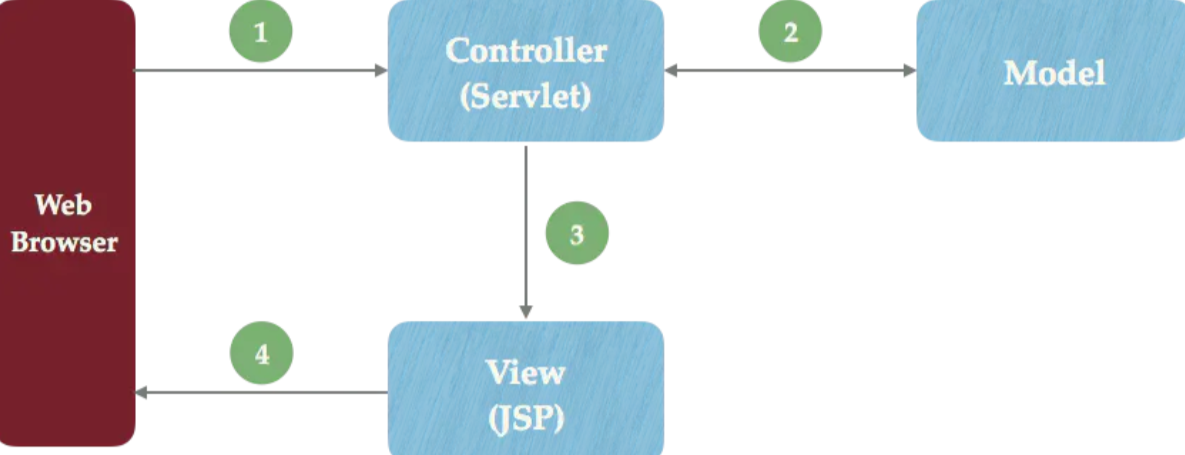 1
Controller
(Servlet)
2
Model
Web
Browser
3
4
View
(JSP)